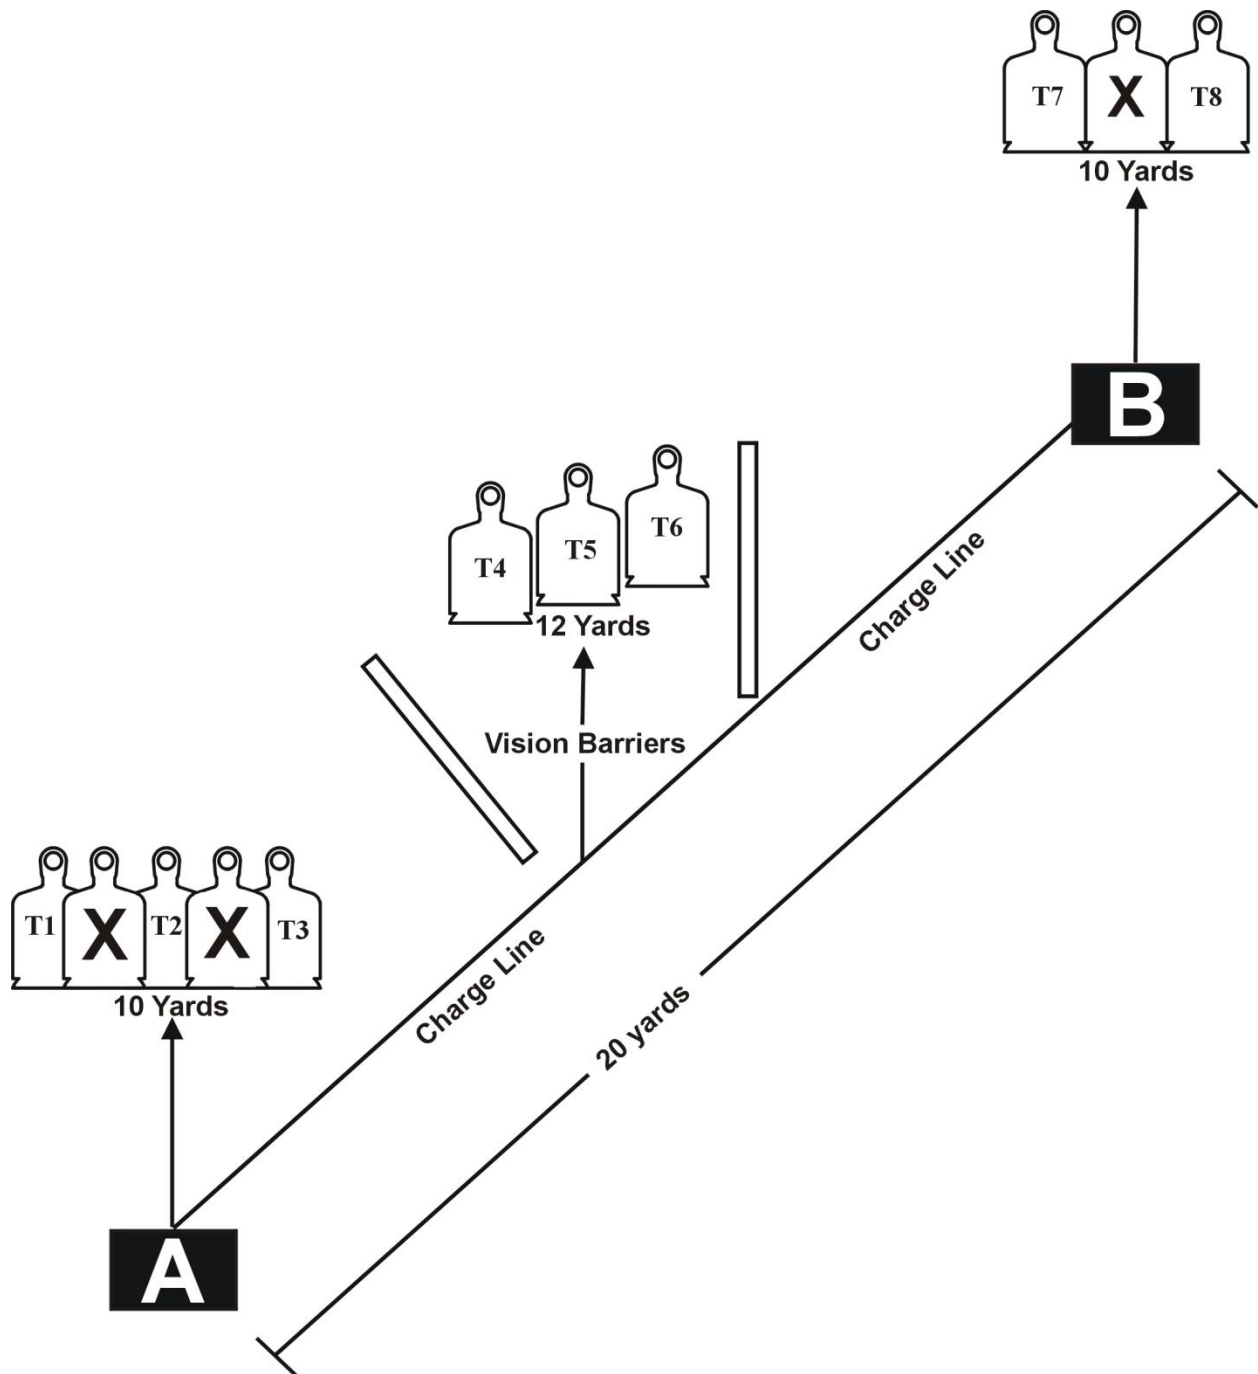 T7 X T8
10 Yards
B
T4 T5 T6
12 Yards
Charge Line
Vision Barriers
T1 X T2 X T3
10 Yards
Charge Line
20 yards
A